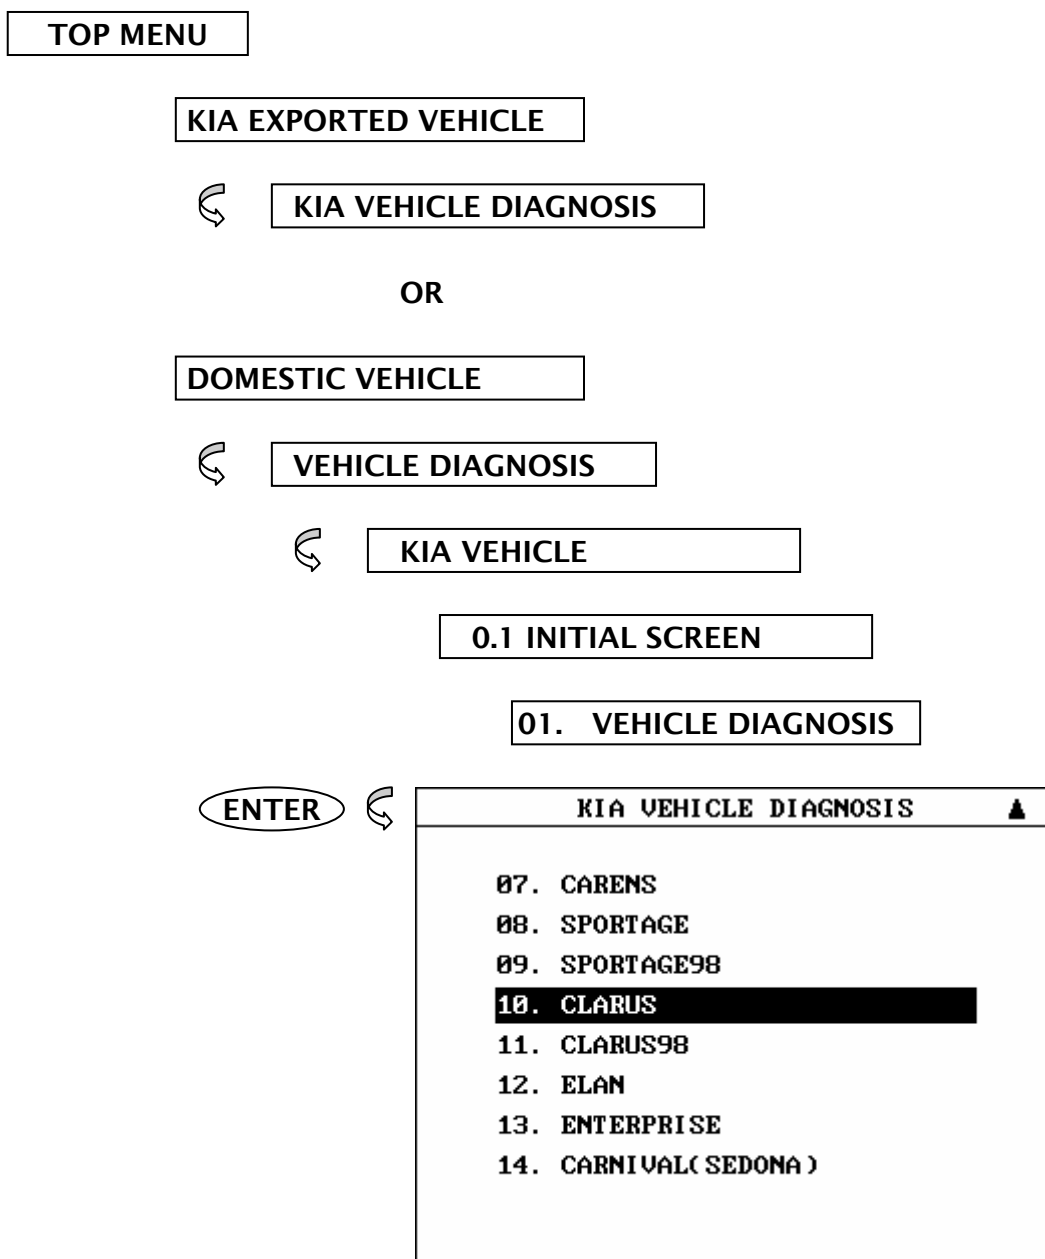 TOP MENU
KIA EXPORTED VEHICLE
KIA VEHICLE DIAGNOSIS
OR
DOMESTIC VEHICLE
VEHICLE DIAGNOSIS
KIA VEHICLE
0.1 INITIAL SCREEN
01. VEHICLE DIAGNOSIS
ENTER
KIA VEHICLE DIAGNOSIS ▲
07. CARENS
08. SPORTAGE
09. SPORTAGE98
10. CLARUS
11. CLARUS98
12. ELAN
13. ENTERPRISE
14. CARNIVAL(SEDONA)